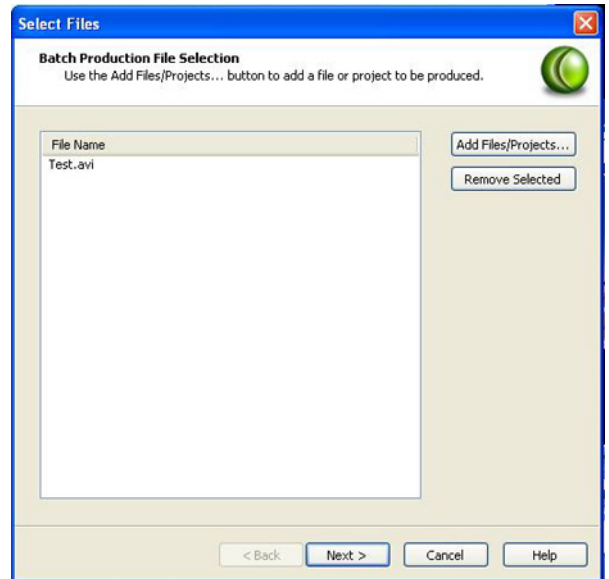 Select Files
Batch Production File Selection
Use the Add Files/Projects... button to add a file or project to be produced.
File Name
Add Files/Projects...
Test.avi
Remove Selected
< Back
Next >
Cancel
Help